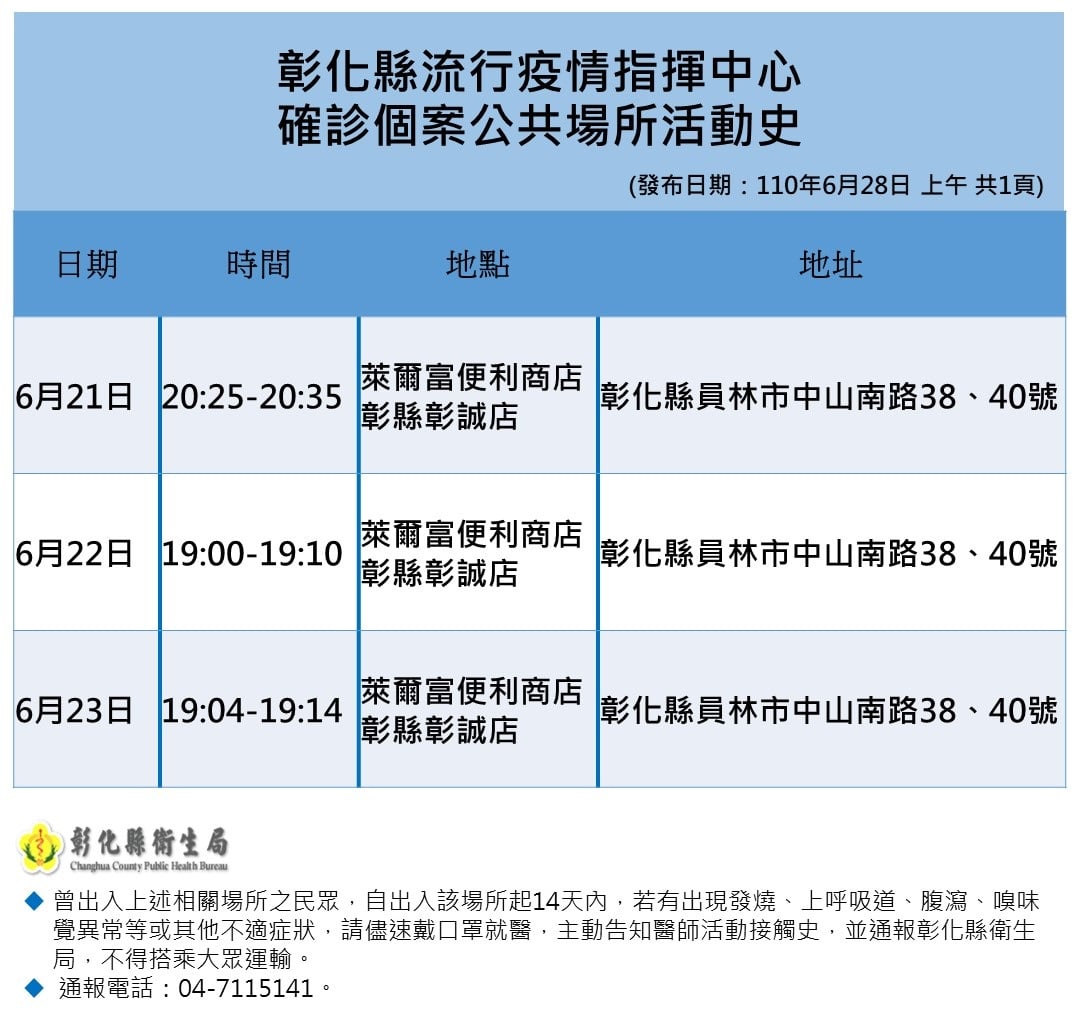 彰化縣流行疫情指揮中心
確診個案公共場所活動史
(發布日期：110年6月28日 上午 共1頁)
日期 時間 地點 地址
6月21日 20:25-20:35 萊爾富便利商店 彰化縣員林市中山南路38、40號
彰縣彰誠店
6月22日 19:00-19:10 萊爾富便利商店 彰化縣員林市中山南路38、40號
彰縣彰誠店
6月23日 19:04-19:14 萊爾富便利商店 彰化縣員林市中山南路38、40號
彰縣彰誠店
彰化縣衛生局
Changhua County Public Health Bureau
◆ 曾出入上述相關場所之民眾，自出入該場所起14天內，若有出現發燒、上呼吸道、腹瀉、嗅味
覺異常等或其他不適症狀，請儘速戴口罩就醫，主動告知醫師活動接觸史，並通報彰化縣衛生
局，不得搭乘大眾運輸。
◆ 通報電話：04-7115141。